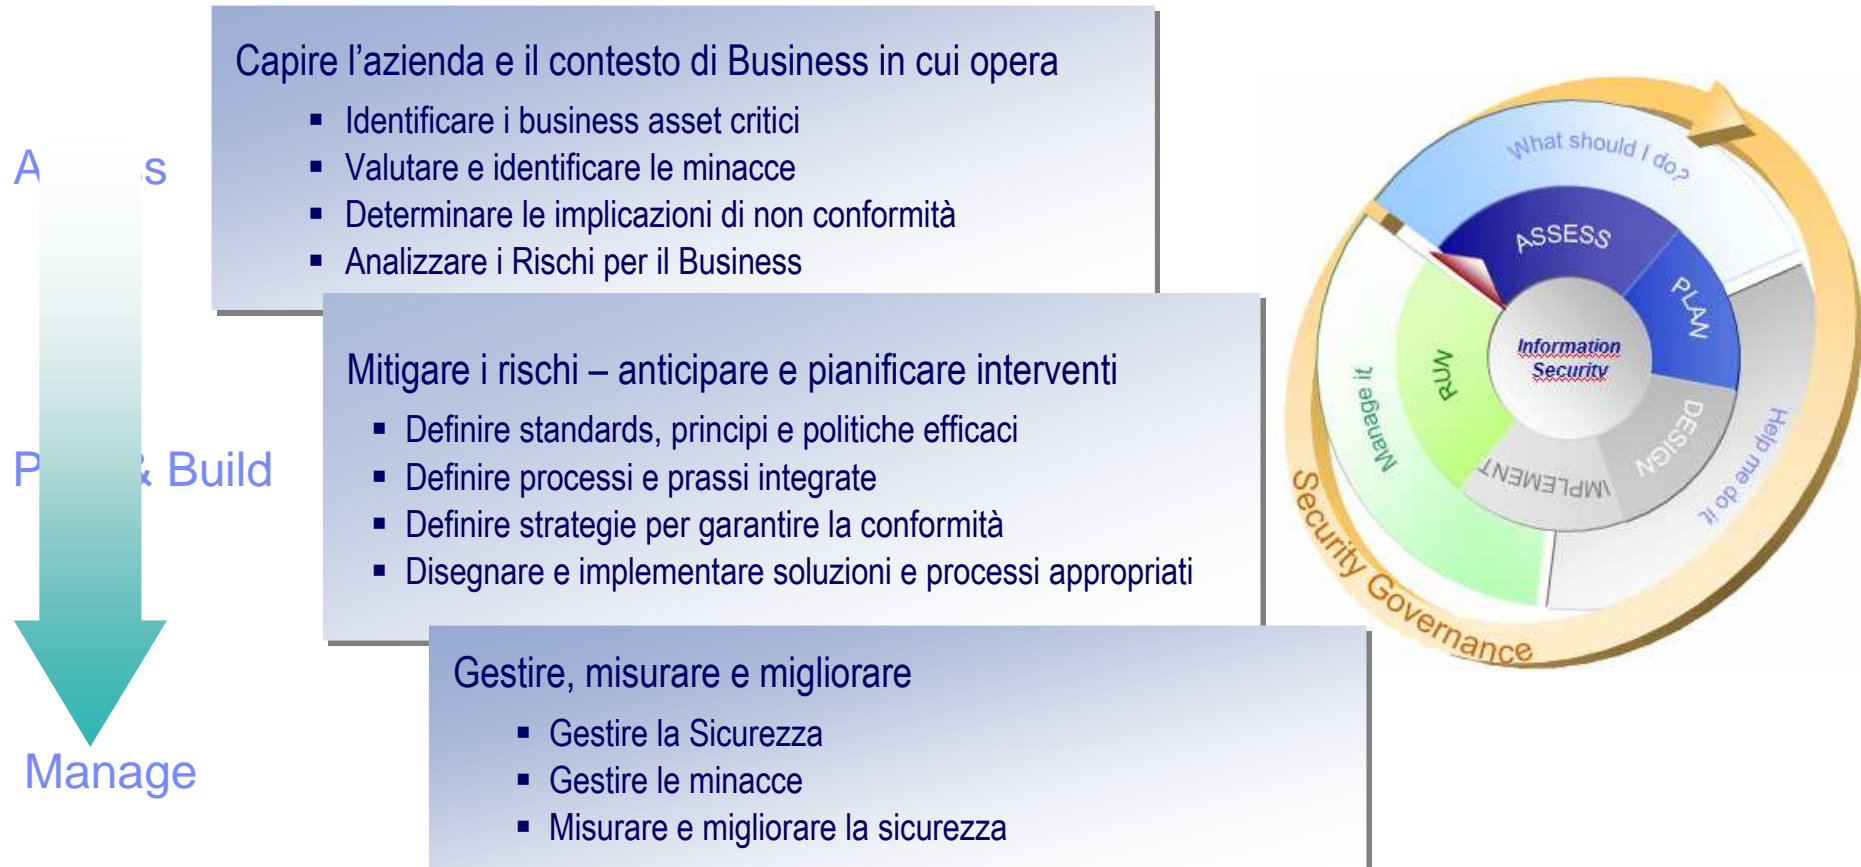 Capire l’azienda e il contesto di Business in cui opera
▪ Identificare i business asset critici
▪ Valutare e identificare le minacce
▪ Determinare le implicazioni di non conformità
▪ Analizzare i Rischi per il Business
Mitigare i rischi – anticipare e pianificare interventi
& Build
▪ Definire standards, principi e politiche efficaci
▪ Definire processi e prassi integrate
▪ Definire strategie per garantire la conformità
▪ Disegnare e implementare soluzioni e processi appropriati
Gestire, misurare e migliorare
Manage
▪ Gestire la Sicurezza
▪ Gestire le minacce
▪ Misurare e migliorare la sicurezza
What should I do?
ASSESS
PLAN
DESIGN
IMPLEMENT
RUN
Information
Security
Help me do it
Manage it
Security Governance